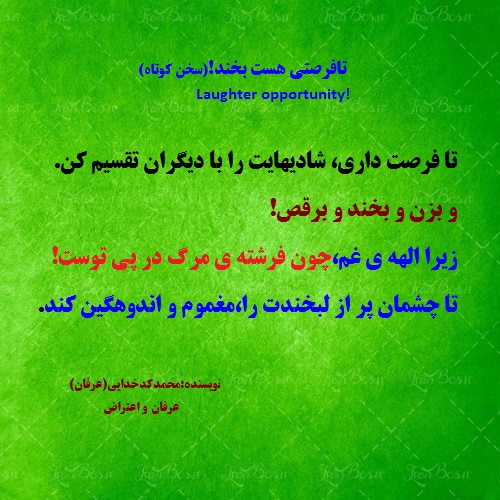 تافرصتی هست بخند!(سخن کوتاه)
Laughter opportunity!
تا فرصت داری، شادیهایت را با دیگران تقسیم کن.
و بزن و بخند و برقص!
زیرا الهه ی غم،چون فرشته ی مرگ در پی توست!
تا چشمان پر از لبخندت را،مغموم و اندوهگین کند.
نویسنده:محمدکدخدایی(عرفان)
عرفان و اعتراض